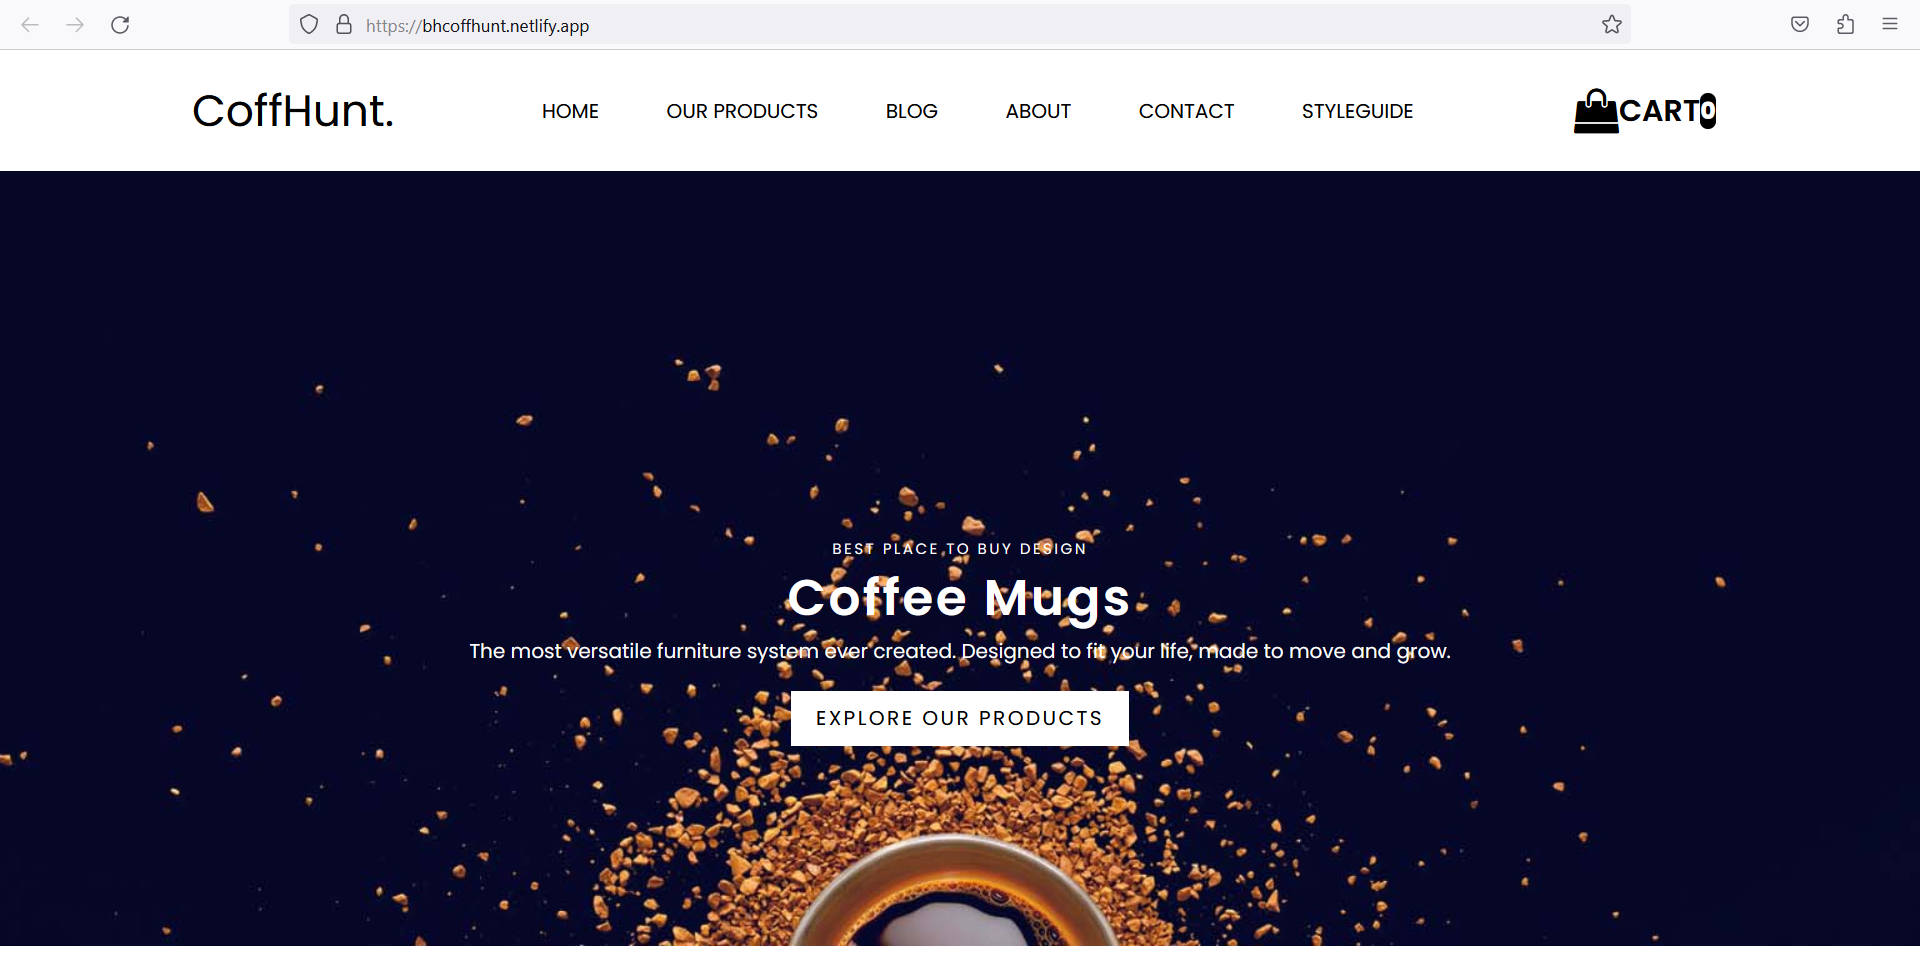 https://bhcoffhunt.netlify.app
CoffHunt. HOME OUR PRODUCTS BLOG ABOUT CONTACT STYLEGUIDE CART0
BEST PLACE TO BUY DESIGN
Coffee Mugs
The most versatile furniture system ever created. Designed to fit your life, made to move and grow.
EXPLORE OUR PRODUCTS